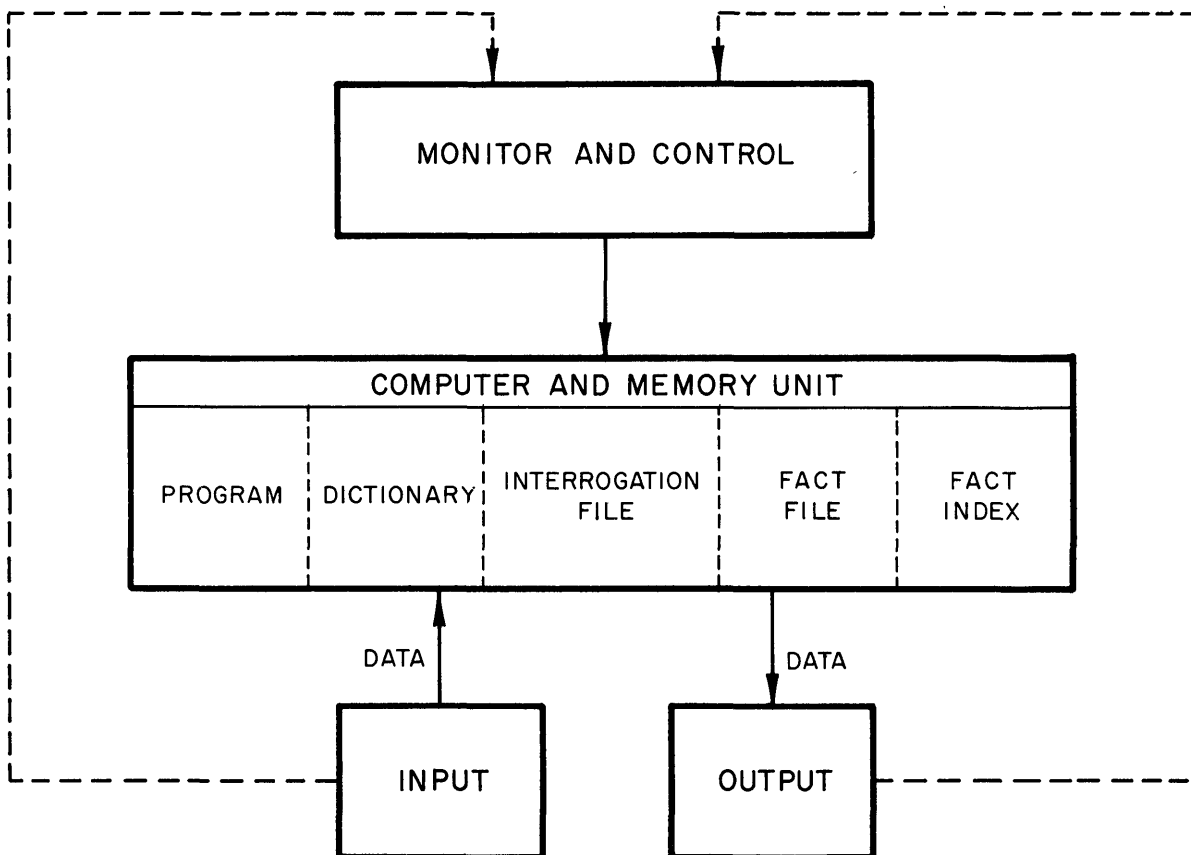 MONITOR AND CONTROL
COMPUTER AND MEMORY UNIT
PROGRAM
DICTIONARY
INTERROGATION
FILE
FACT
FILE
FACT
INDEX
DATA
DATA
INPUT
OUTPUT